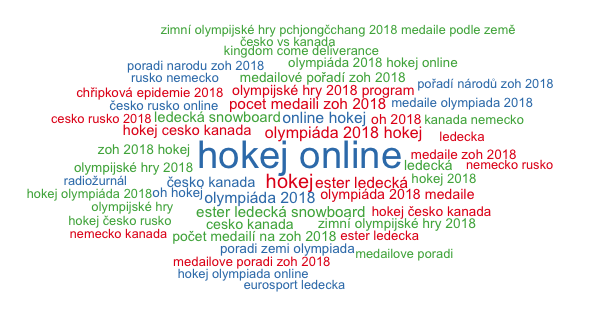 zimní olympijské hry pchjongčchang 2018 medaile podle země
česko vs kanada
kingdom come deliverance
poradi narodu zoh 2018 olympiáda 2018 hokej online
rusko nemecko medailové pořadí zoh 2018 pořadí národů zoh 2018
chřipková epidemie 2018 olympijské hry 2018 program
česko rusko online pocet medaili zoh 2018 medaile olympiada 2018
cesko rusko 2018 ledecká snowboard online hokej oh 2018 kanada nemecko
hokej cesko kanada olympiáda 2018 hokej ledecka
zoh 2018 hokej hokej online medaile zoh 2018
olympijské hry 2018 ledecká nemecko rusko
radiožurnál česko kanada hokej ester ledecká hokej 2018
hokej olympiáda 2018 oh hokej olympiáda 2018 olympiáda 2018 medaile
olympijské hry ester ledecká snowboard hokej česko kanada
hokej česko rusko cesko kanada zimní olympijské hry 2018
nemecko kanada počet medailí na zoh 2018 ester ledecka
poradi zemi olympiada medailove poradi
medailove poradi zoh 2018
hokej olympiada online
eurosport ledecka